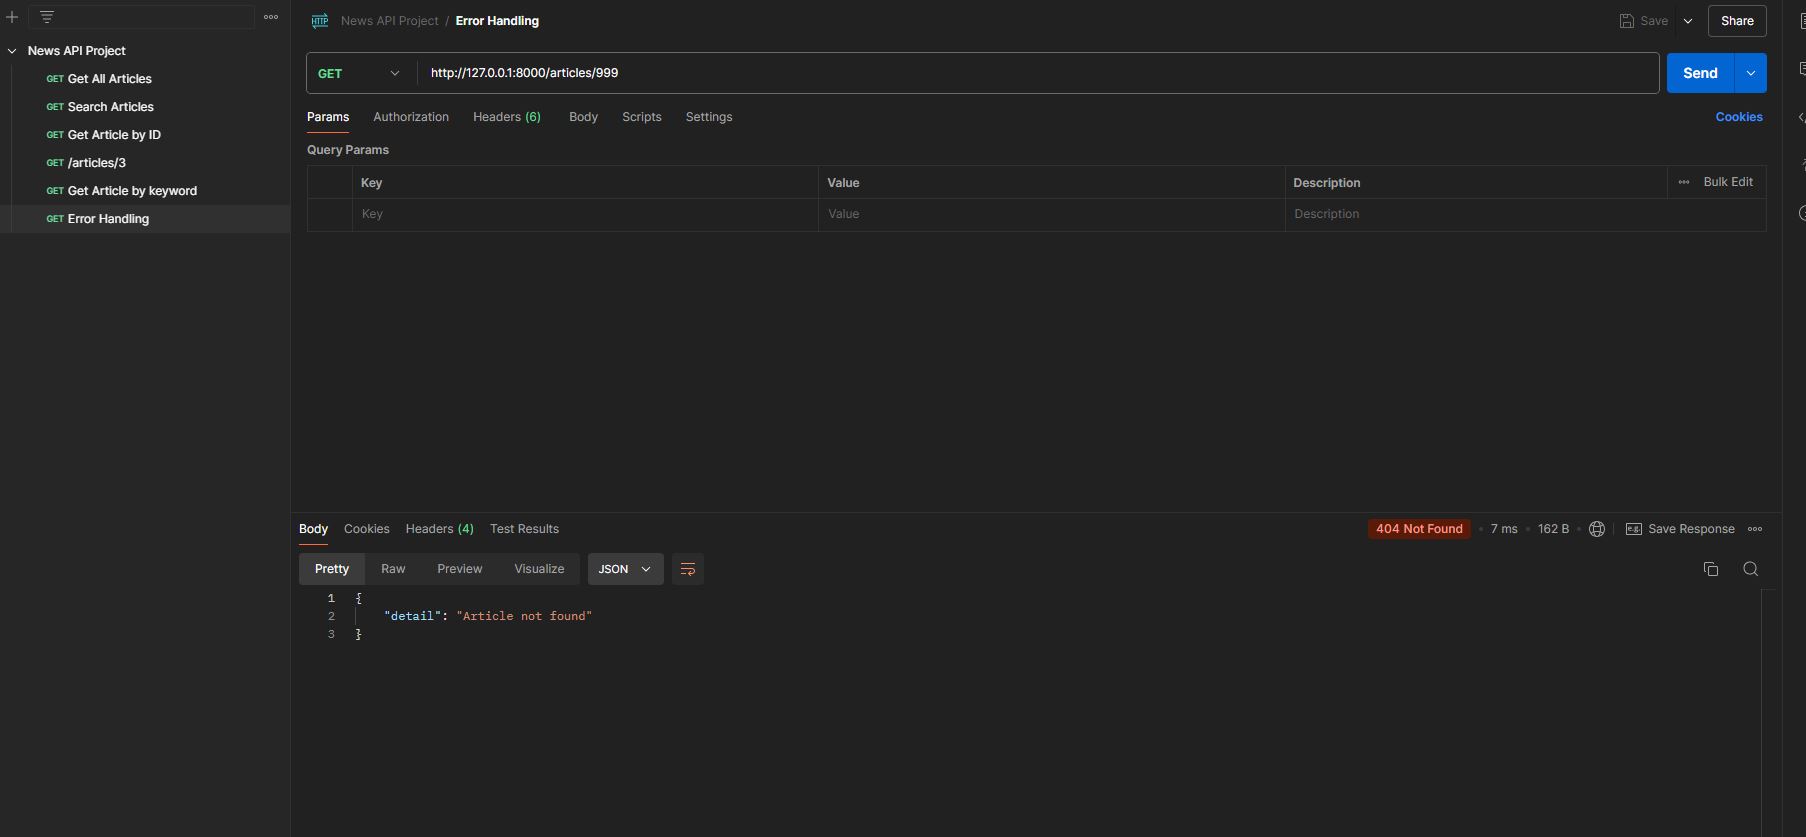 News API Project / Error Handling
Save
Share
News API Project
GET Get All Articles
GET Search Articles
GET Get Article by ID
GET /articles/3
GET Get Article by keyword
GET Error Handling
GET http://127.0.0.1:8000/articles/999
Send
Params Authorization Headers (6) Body Scripts Settings
Cookies
Query Params
Key Value Description Bulk Edit
Key Value Description
Body Cookies Headers (4) Test Results
404 Not Found • 7 ms • 162 B • e.g. Save Response
Pretty Raw Preview Visualize JSON
1 {
2 "detail": "Article not found"
3 }